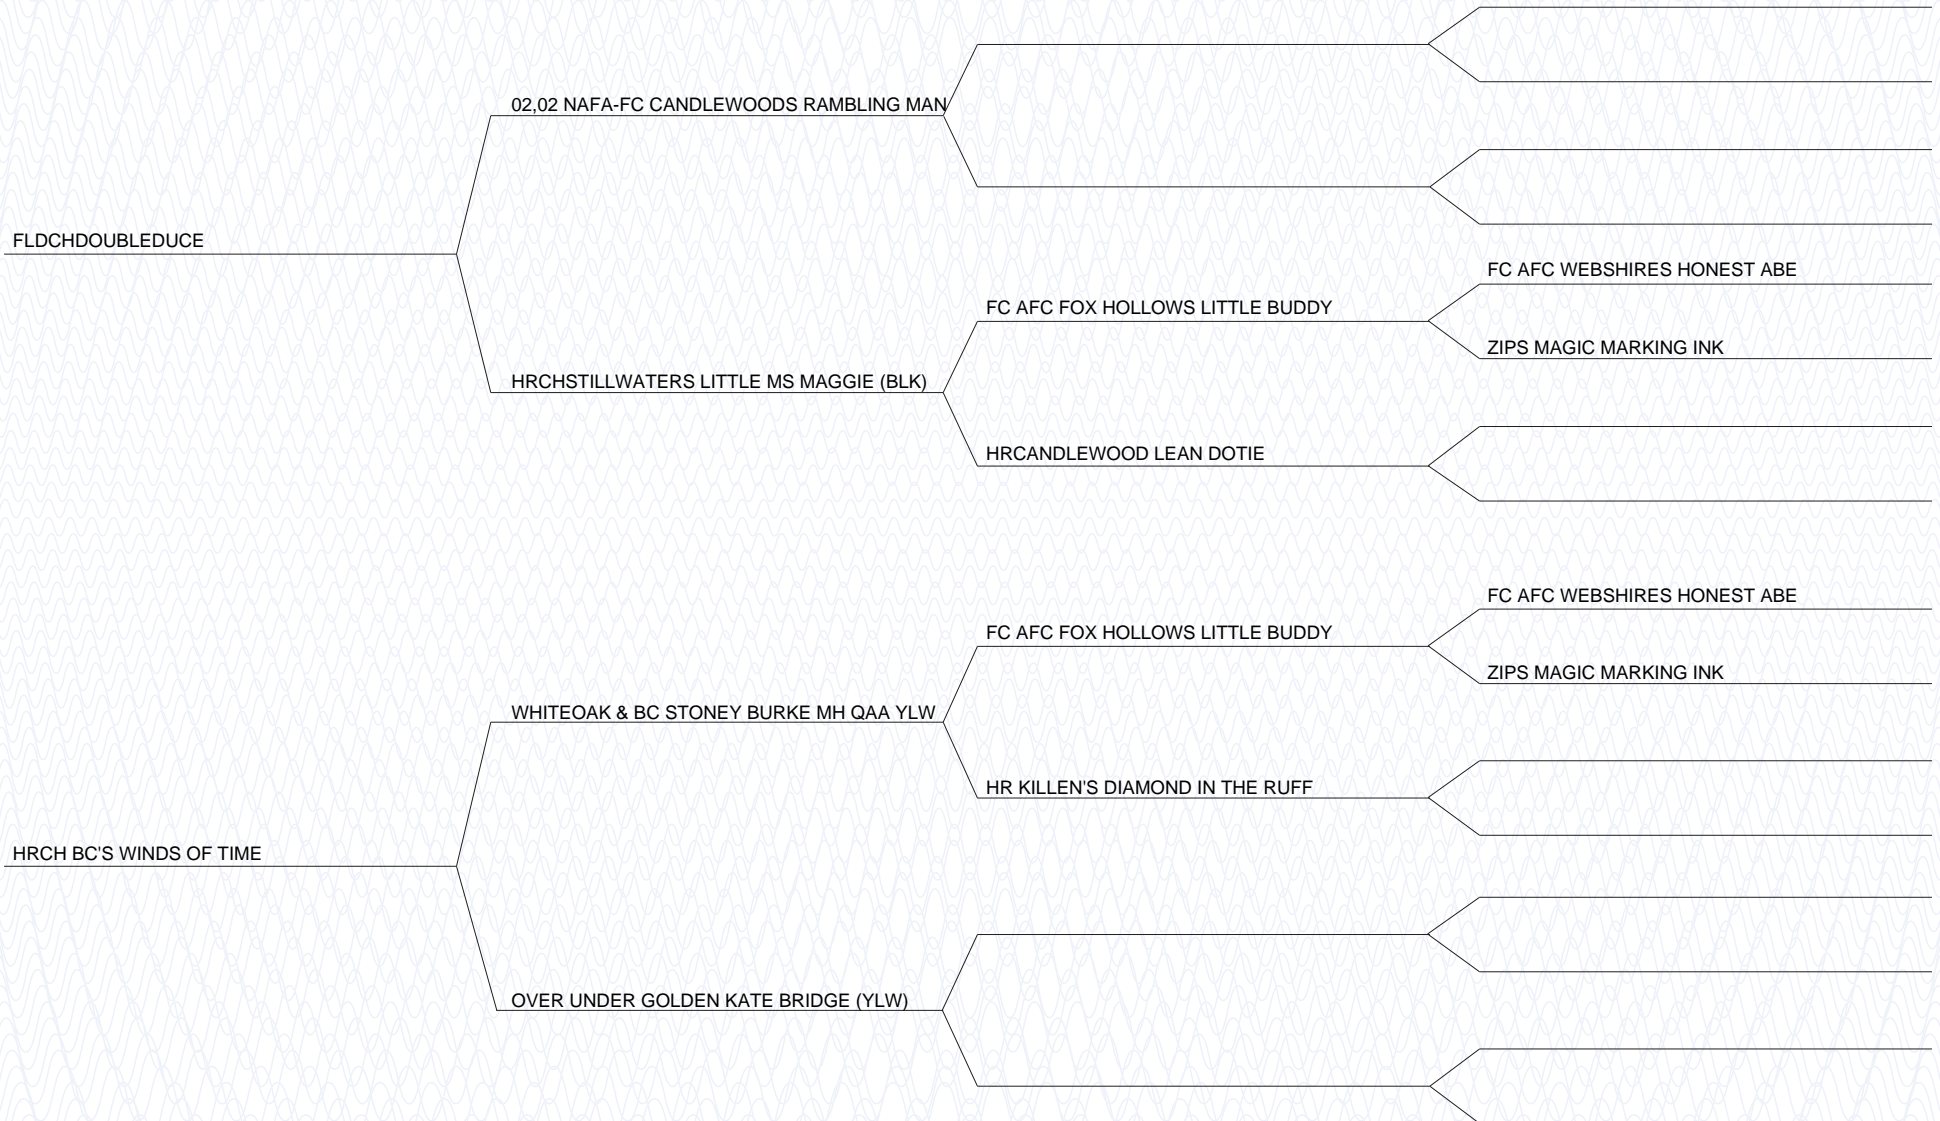 02,02 NAFA-FC CANDLEWOODS RAMBLING MAN
FLDCHDOUBLEDUCE
FC AFC WEBSHIRES HONEST ABE
FC AFC FOX HOLLOWS LITTLE BUDDY
ZIPS MAGIC MARKING INK
HRCHSTILLWATERS LITTLE MS MAGGIE (BLK)
HRCANDLEWOOD LEAN DOTIE
FC AFC WEBSHIRES HONEST ABE
FC AFC FOX HOLLOWS LITTLE BUDDY
ZIPS MAGIC MARKING INK
WHITEOAK & BC STONEY BURKE MH QAA YLW
HR KILLEN'S DIAMOND IN THE RUFF
HRCH BC'S WINDS OF TIME
OVER UNDER GOLDEN KATE BRIDGE (YLW)